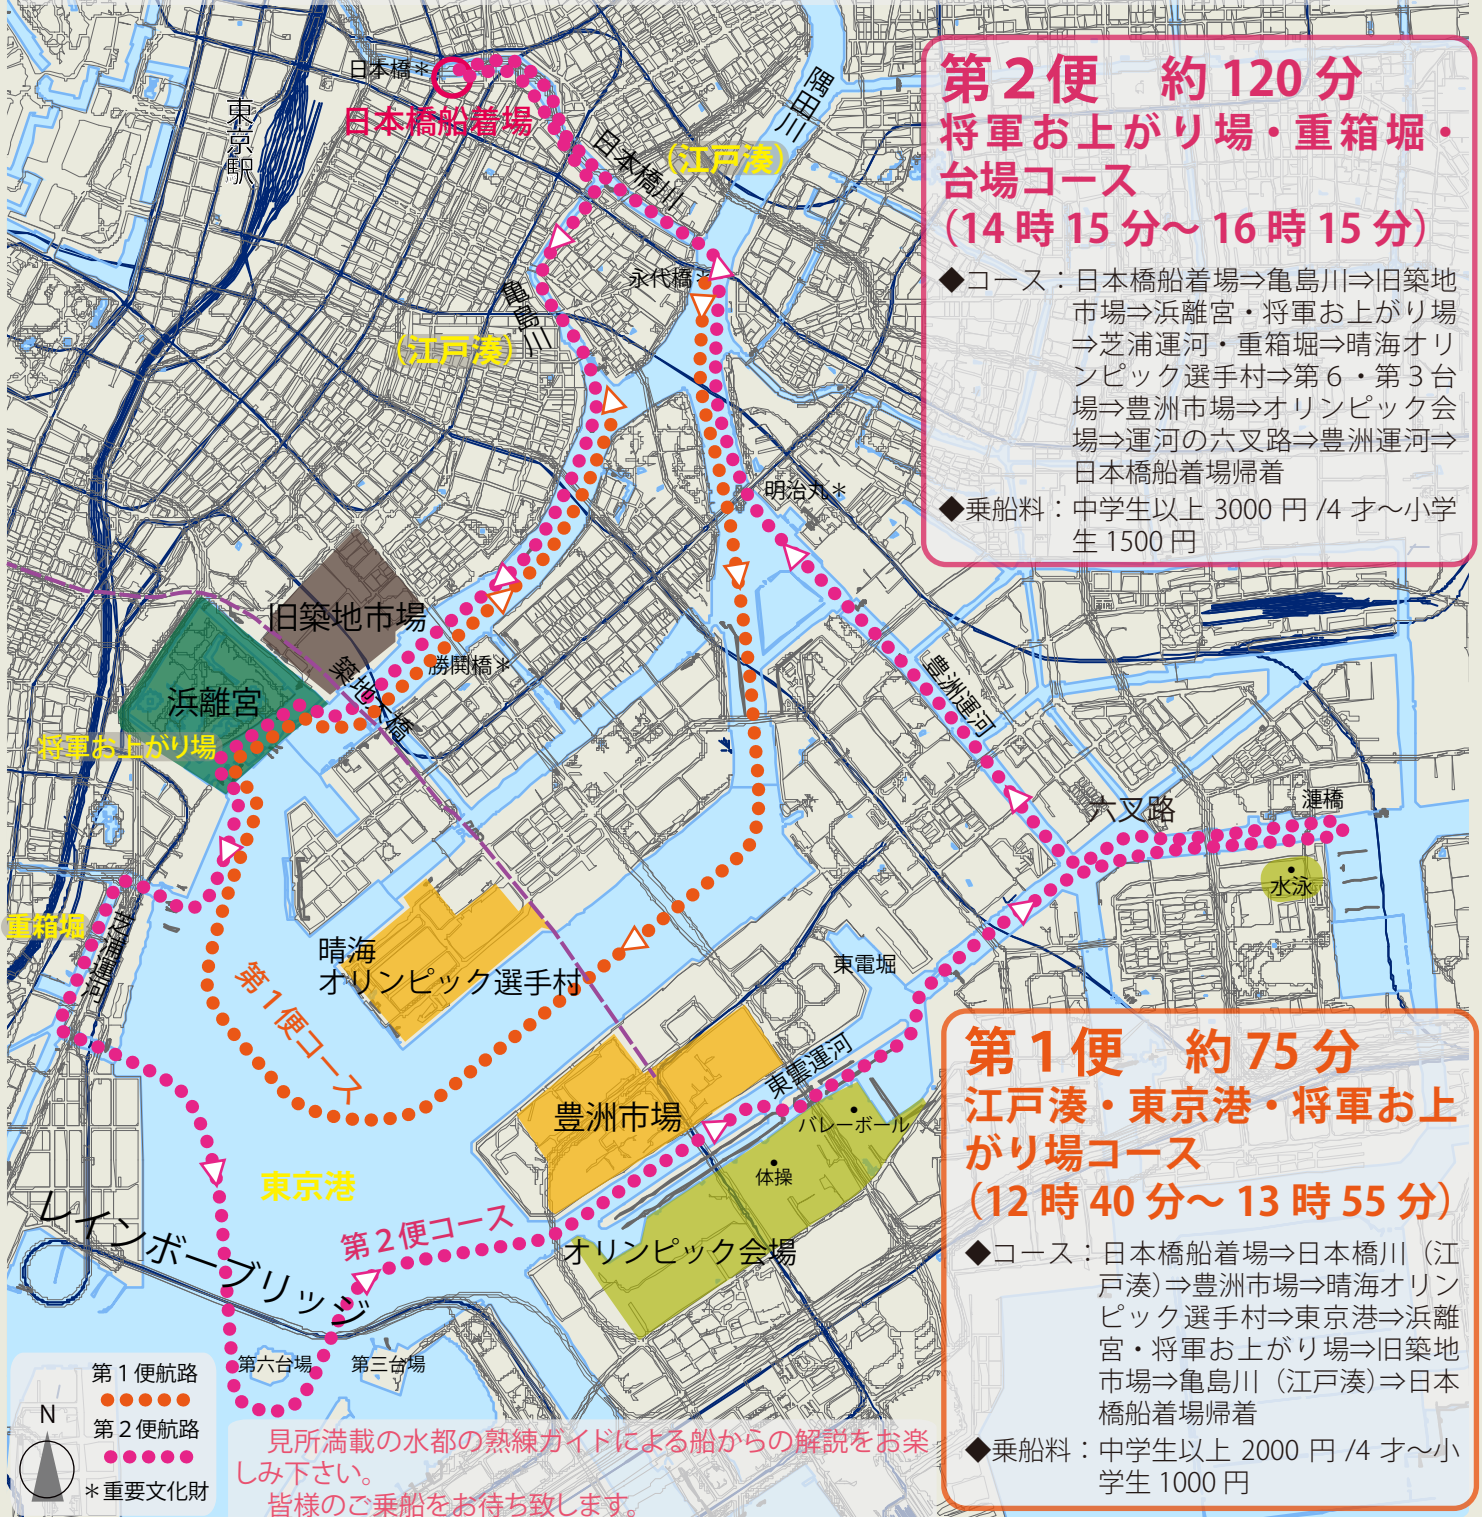 日本橋＊
日本橋船着場
東京駅
隅田川
（江戸湊）
日本橋川
永代橋＊
亀島川
（江戸湊）
明治丸＊
旧築地市場
勝鬨橋＊
築地大橋
浜離宮
将軍お上がり場
豊洲運河
六叉路
漣橋
水泳
重箱堀
芝浦運河
晴海
オリンピック選手村
東電堀
第１便コース
豊洲市場
東雲運河
バレーボール
体操
東京港
レインボーブリッジ
第２便コース
オリンピック会場
第六台場
第三台場
第２便　約 120 分
将軍お上がり場・重箱堀・
台場コース
（14 時 15 分～ 16 時 15 分）
◆コース：日本橋船着場⇒亀島川⇒旧築地
市場⇒浜離宮・将軍お上がり場
⇒芝浦運河・重箱堀⇒晴海オリ
ンピック選手村⇒第６・第３台
場⇒豊洲市場⇒オリンピック会
場⇒運河の六叉路⇒豊洲運河⇒
日本橋船着場帰着
◆乗船料：中学生以上 3000 円 /4 才～小学
生 1500 円
第１便　約 75 分
江戸湊・東京港・将軍お上
がり場コース
（12 時 40 分～ 13 時 55 分）
◆コース：日本橋船着場⇒日本橋川（江
戸湊）⇒豊洲市場⇒晴海オリン
ピック選手村⇒東京港⇒浜離
宮・将軍お上がり場⇒旧築地
市場⇒亀島川（江戸湊）⇒日本
橋船着場帰着
◆乗船料：中学生以上 2000 円 /4 才～小
学生 1000 円
第１便航路
第２便航路
N
＊重要文化財
見所満載の水都の熟練ガイドによる船からの解説をお楽
しみ下さい。
皆様のご乗船をお待ち致します。